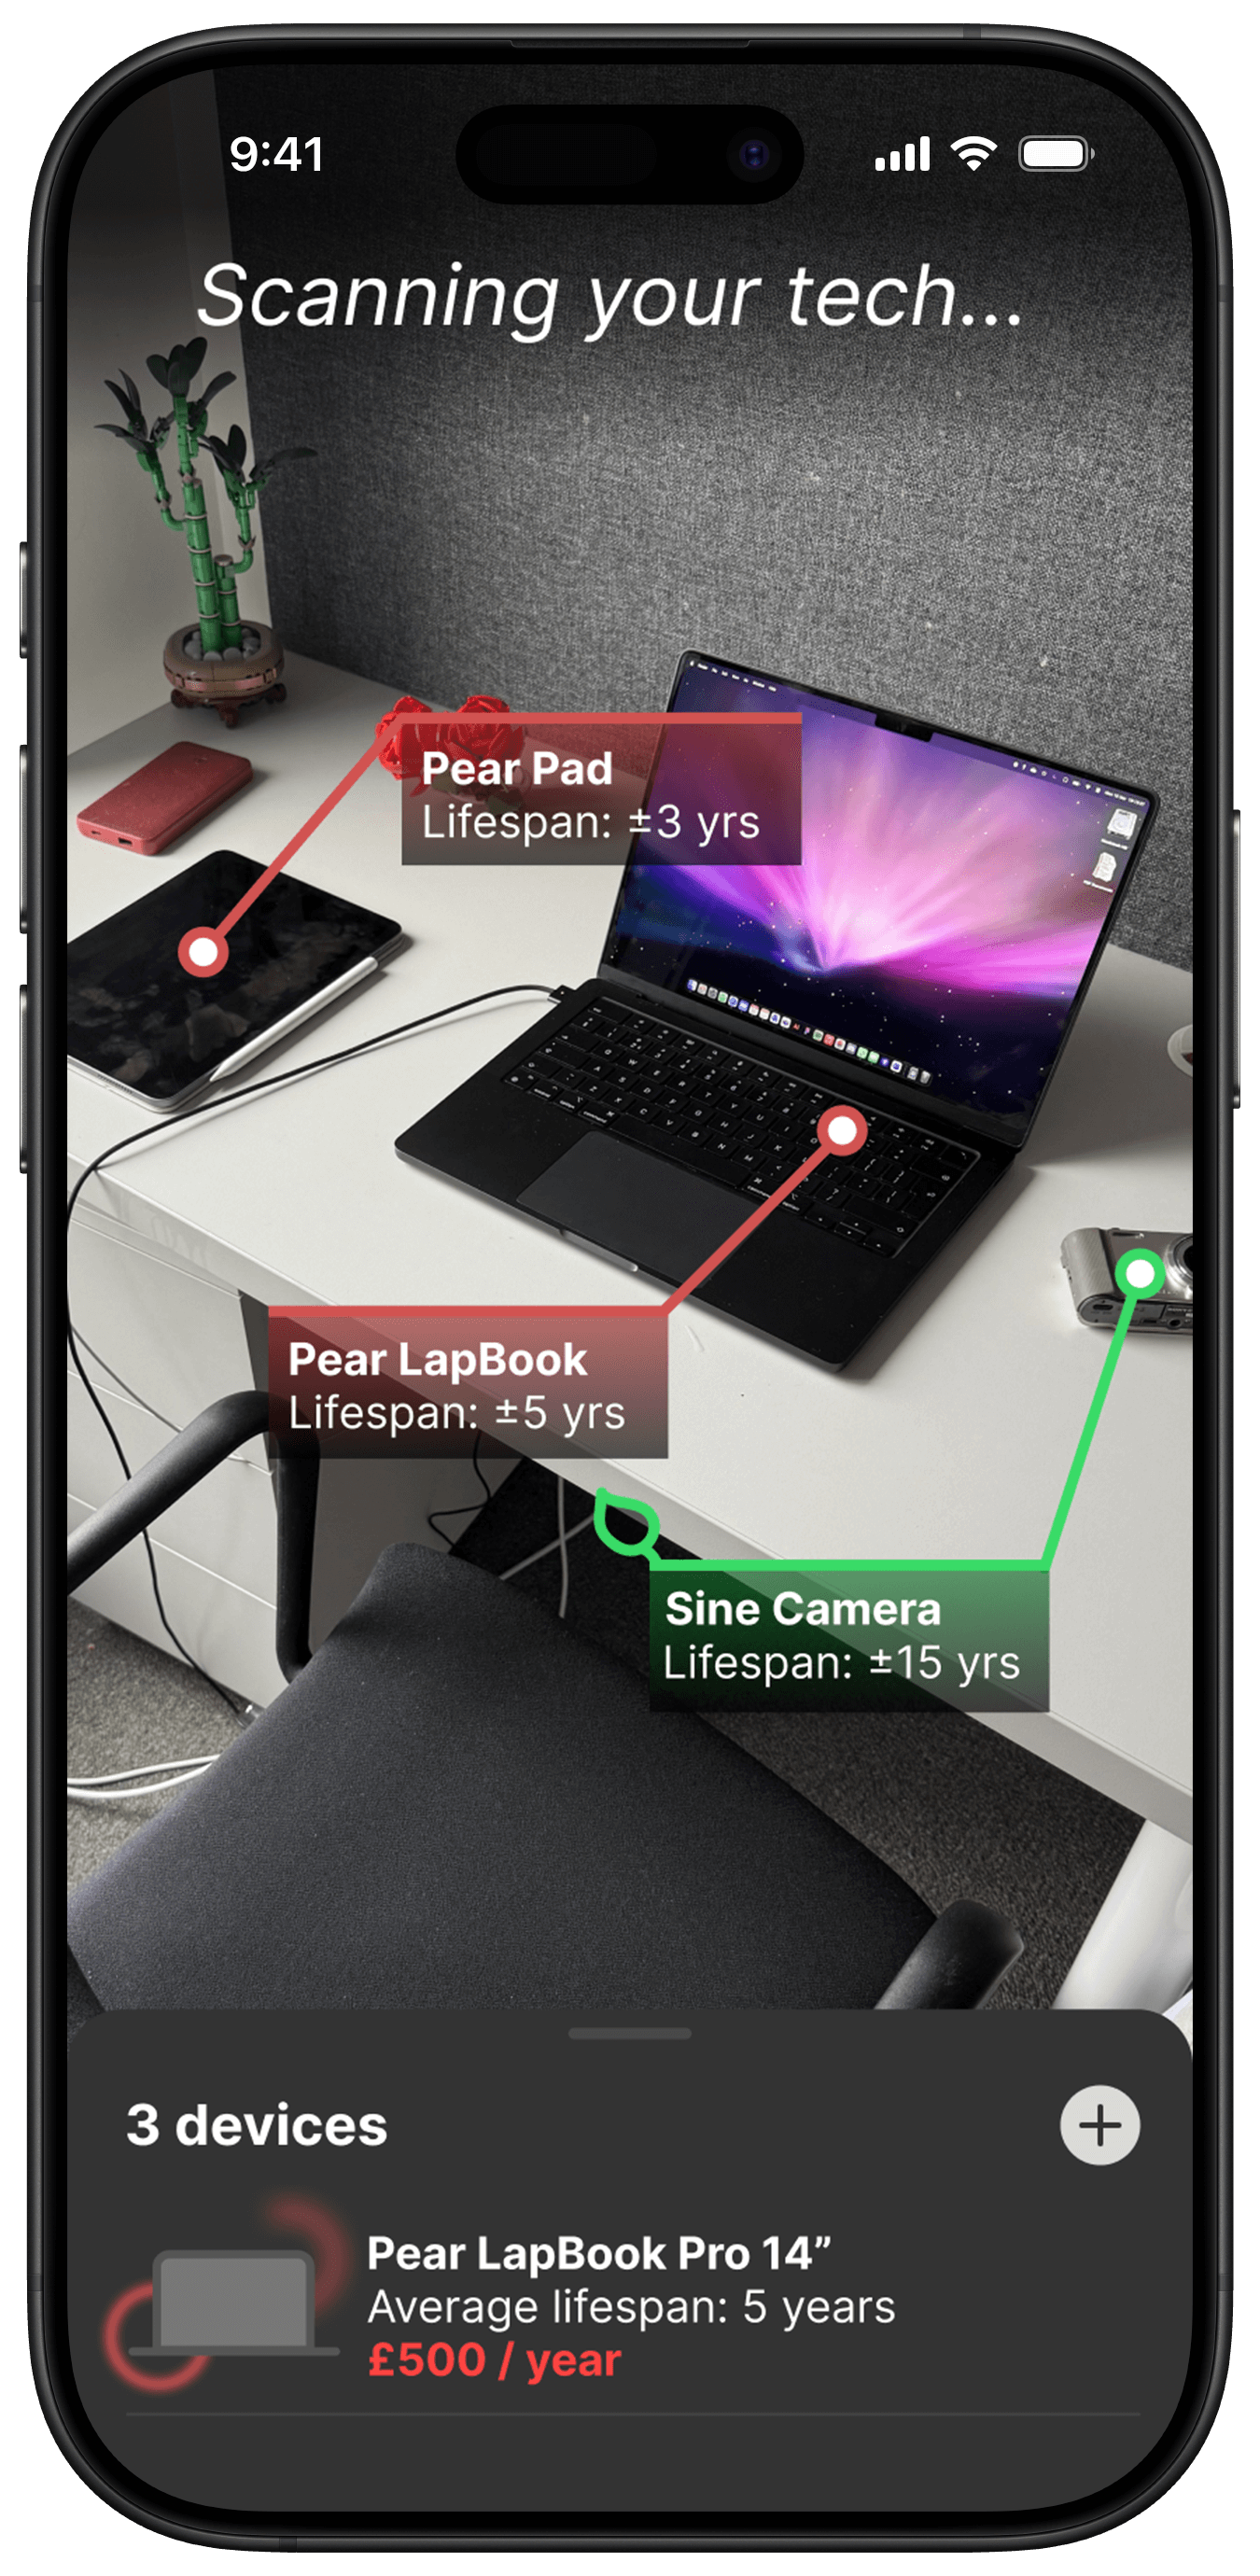 9:41
Scanning your tech...
Pear Pad
Lifespan: ±3 yrs
Pear LapBook
Lifespan: ±5 yrs
Sine Camera
Lifespan: ±15 yrs
3 devices
Pear LapBook Pro 14”
Average lifespan: 5 years
£500 / year